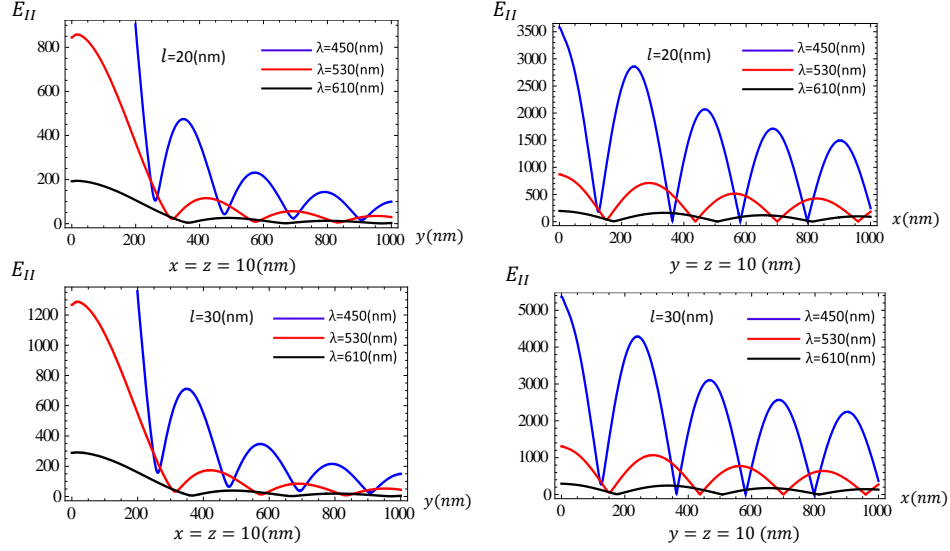 E_II
l=20(nm)
λ=450(nm)
λ=530(nm)
λ=610(nm)
800
600
400
200
0
0 200 400 600 800 1000
y(nm)
x = z = 10(nm)
E_II
l=20(nm)
λ=450(nm)
λ=530(nm)
λ=610(nm)
3500
3000
2500
2000
1500
1000
500
0
0 200 400 600 800 1000
x(nm)
y = z = 10 (nm)
E_II
l=30(nm)
λ=450(nm)
λ=530(nm)
λ=610(nm)
1200
1000
800
600
400
200
0
0 200 400 600 800 1000
y(nm)
x = z = 10(nm)
E_II
l=30(nm)
λ=450(nm)
λ=530(nm)
λ=610(nm)
5000
4000
3000
2000
1000
0
0 200 400 600 800 1000
x(nm)
y = z = 10 (nm)